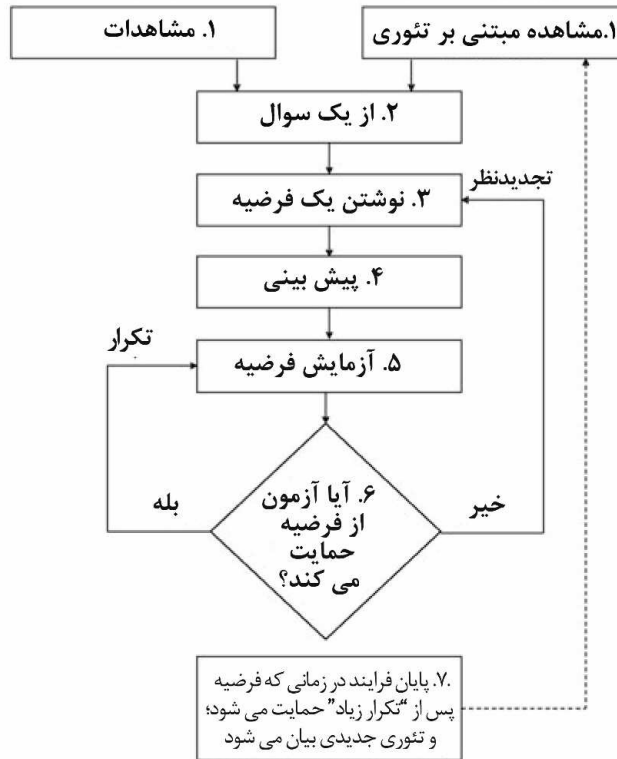 ۱. مشاهدات
۱.مشاهده مبتنی بر تئوری
۲. از یک سوال
تجدیدنظر
۳. نوشتن یک فرضیه
۴. پیش بینی
تکرار
۵. آزمایش فرضیه
۶. آیا آزمون
از فرضیه
حمایت
می کند؟
بله
خیر
.۷. پایان فرایند در زمانی که فرضیه
پس از “تکرار زیاد” حمایت می شود؛
و تئوری جدیدی بیان می شود